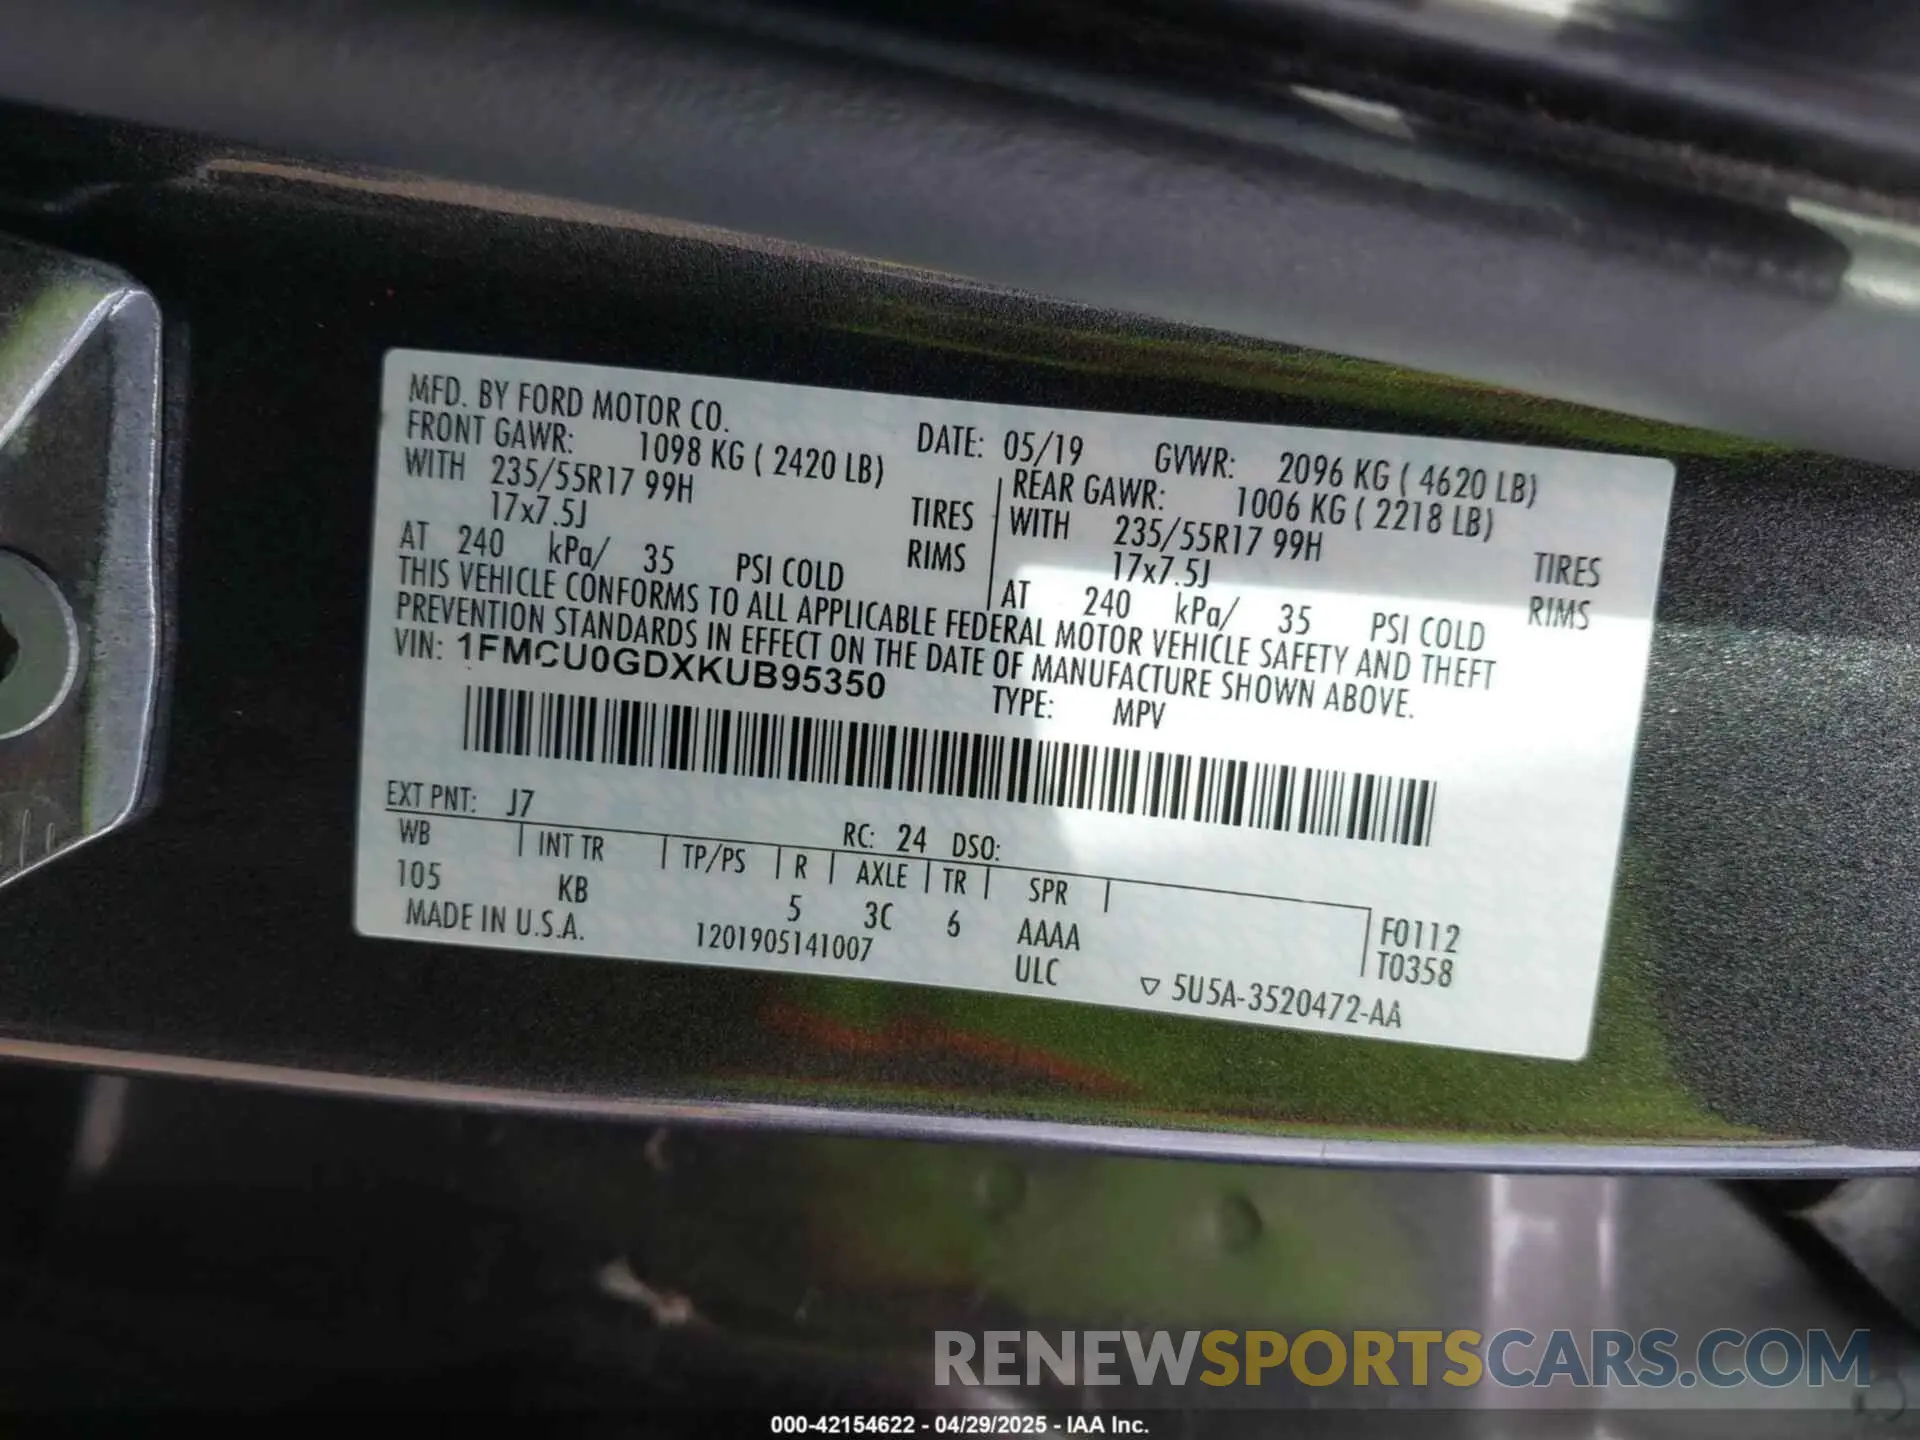 MFD. BY FORD MOTOR CO.
DATE: 05/19 GVWR: 2096 KG ( 4620 LB)
FRONT GAWR: 1098 KG ( 2420 LB)
WITH 235/55R17 99H TIRES
17x7.5J RIMS
AT 240 kPa/ 35 PSI COLD
REAR GAWR: 1006 KG ( 2218 LB)
WITH 235/55R17 99H TIRES
17x7.5J RIMS
AT 240 kPa/ 35 PSI COLD
THIS VEHICLE CONFORMS TO ALL APPLICABLE FEDERAL MOTOR VEHICLE SAFETY AND THEFT
PREVENTION STANDARDS IN EFFECT ON THE DATE OF MANUFACTURE SHOWN ABOVE.
VIN: 1FMCU0GDXKUB95350 TYPE: MPV
EXT PNT: J7 RC: 24 DSO:
WB INT TR TP/PS R AXLE TR SPR
105 KB 5 3C 6 AAAA F0112
MADE IN U.S.A. 1201905141007 ULC T0358
▽ 5U5A-3520472-AA
RENEWSPORTSCARS.COM
000-42154622 - 04/29/2025 - IAA Inc.